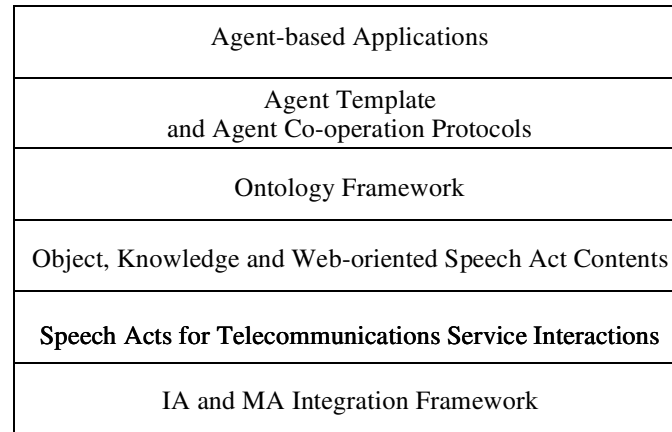 Agent-based Applications
Agent Template
and Agent Co-operation Protocols
Ontology Framework
Object, Knowledge and Web-oriented Speech Act Contents
Speech Acts for Telecommunications Service Interactions
IA and MA Integration Framework